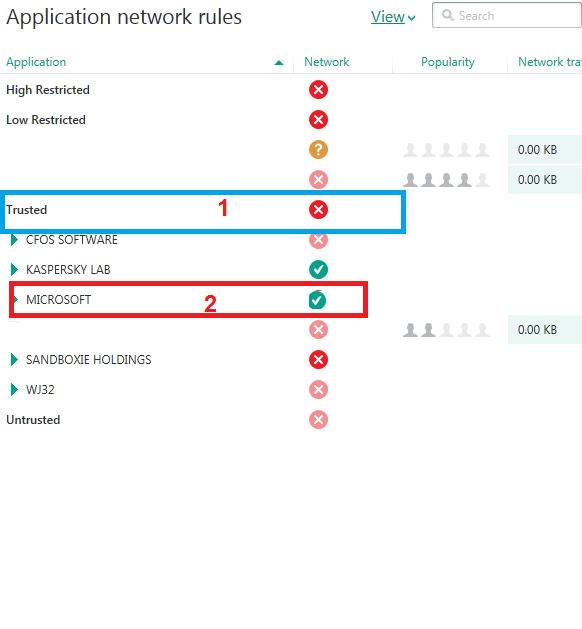 Application network rules
View
Search
Application
Network
Popularity
Network tra
High Restricted
Low Restricted
?
0.00 KB
0.00 KB
Trusted
1
CFOS SOFTWARE
KASPERSKY LAB
MICROSOFT
2
0.00 KB
SANDBOXIE HOLDINGS
WJ32
Untrusted